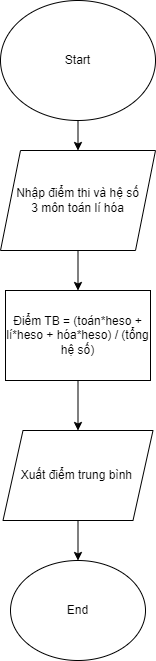 Start
Nhập điểm thi và hệ số
3 môn toán lí hóa
Điểm TB = (toán*heso +
lí*heso + hóa*heso) / (tổng
hệ số)
Xuất điểm trung bình
End